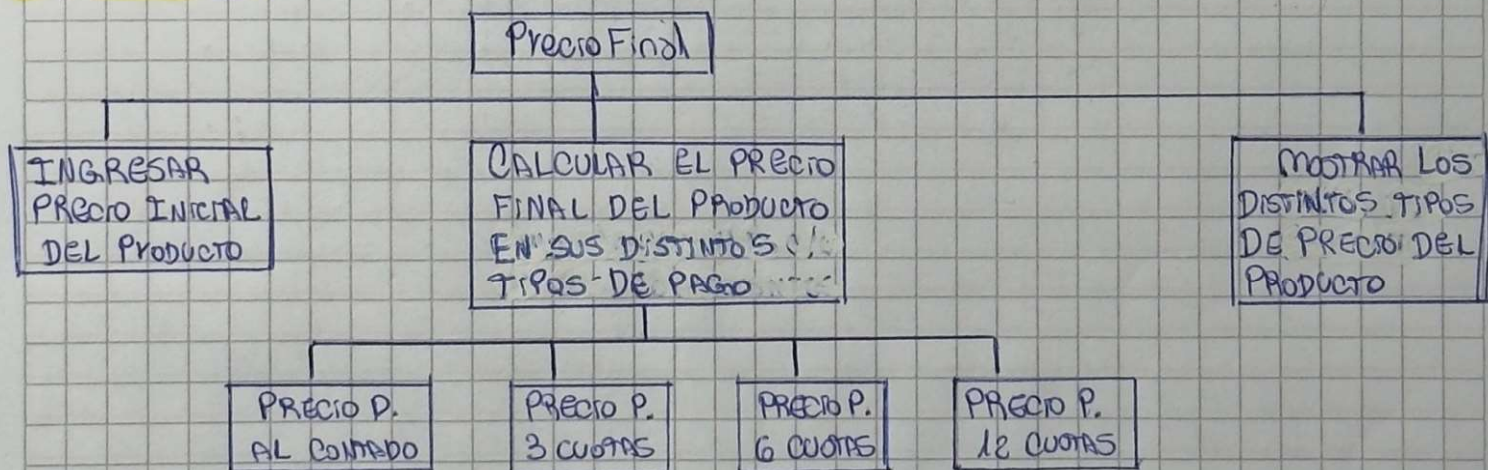 Precio Final
INGRESAR
PRECIO INICIAL
DEL PRODUCTO
CALCULAR EL PRECIO
FINAL DEL PRODUCTO
EN SUS DISTINTOS
TIPOS DE PAGO
MOSTRAR LOS
DISTINTOS TIPOS
DE PRECIO DEL
PRODUCTO
PRECIO P.
AL CONTADO
PRECIO P.
3 CUOTAS
PRECIO P.
6 CUOTAS
PRECIO P.
12 CUOTAS